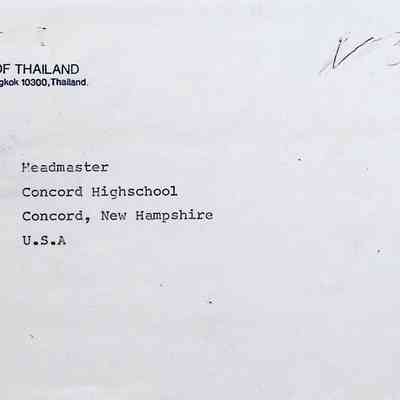 OF THAILAND
gkok 10300, Thailand.
Headmaster
Concord Highschool
Concord, New Hampshire
U.S.A